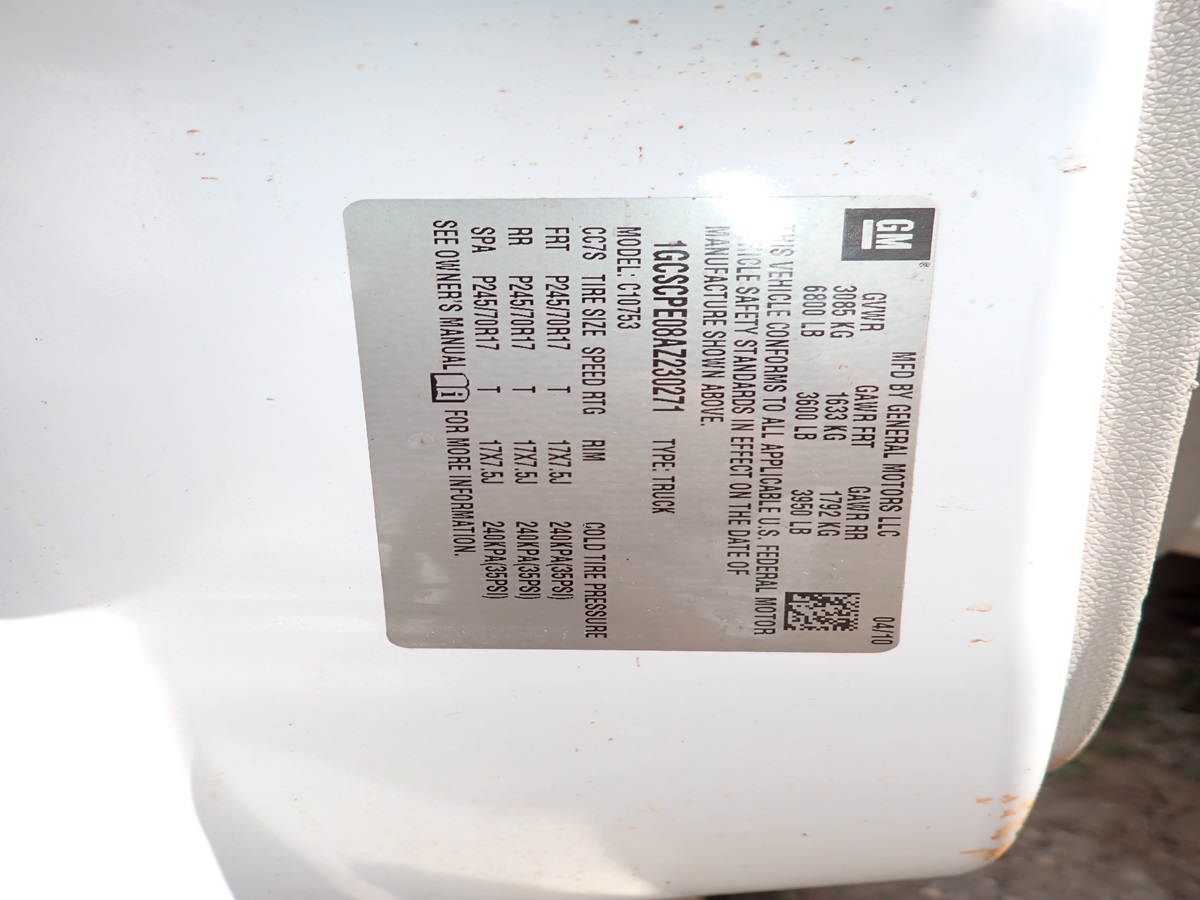 GM®
MFD BY GENERAL MOTORS LLC 04/10
GVWR GAWR FRT GAWR RR
3085 KG 1633 KG 1792 KG
6800 LB 3600 LB 3950 LB
THIS VEHICLE CONFORMS TO ALL APPLICABLE U.S. FEDERAL MOTOR
VEHICLE SAFETY STANDARDS IN EFFECT ON THE DATE OF
MANUFACTURE SHOWN ABOVE.
1GCSCPE08AZ230271 TYPE: TRUCK
MODEL: C10753
CC7S TIRE SIZE SPEED RTG RIM COLD TIRE PRESSURE
FRT P245/70R17 T 17X7.5J 240KPA(35PSI)
RR P245/70R17 T 17X7.5J 240KPA(35PSI)
SPA P245/70R17 T 17X7.5J 240KPA(35PSI)
SEE OWNER'S MANUAL FOR MORE INFORMATION.